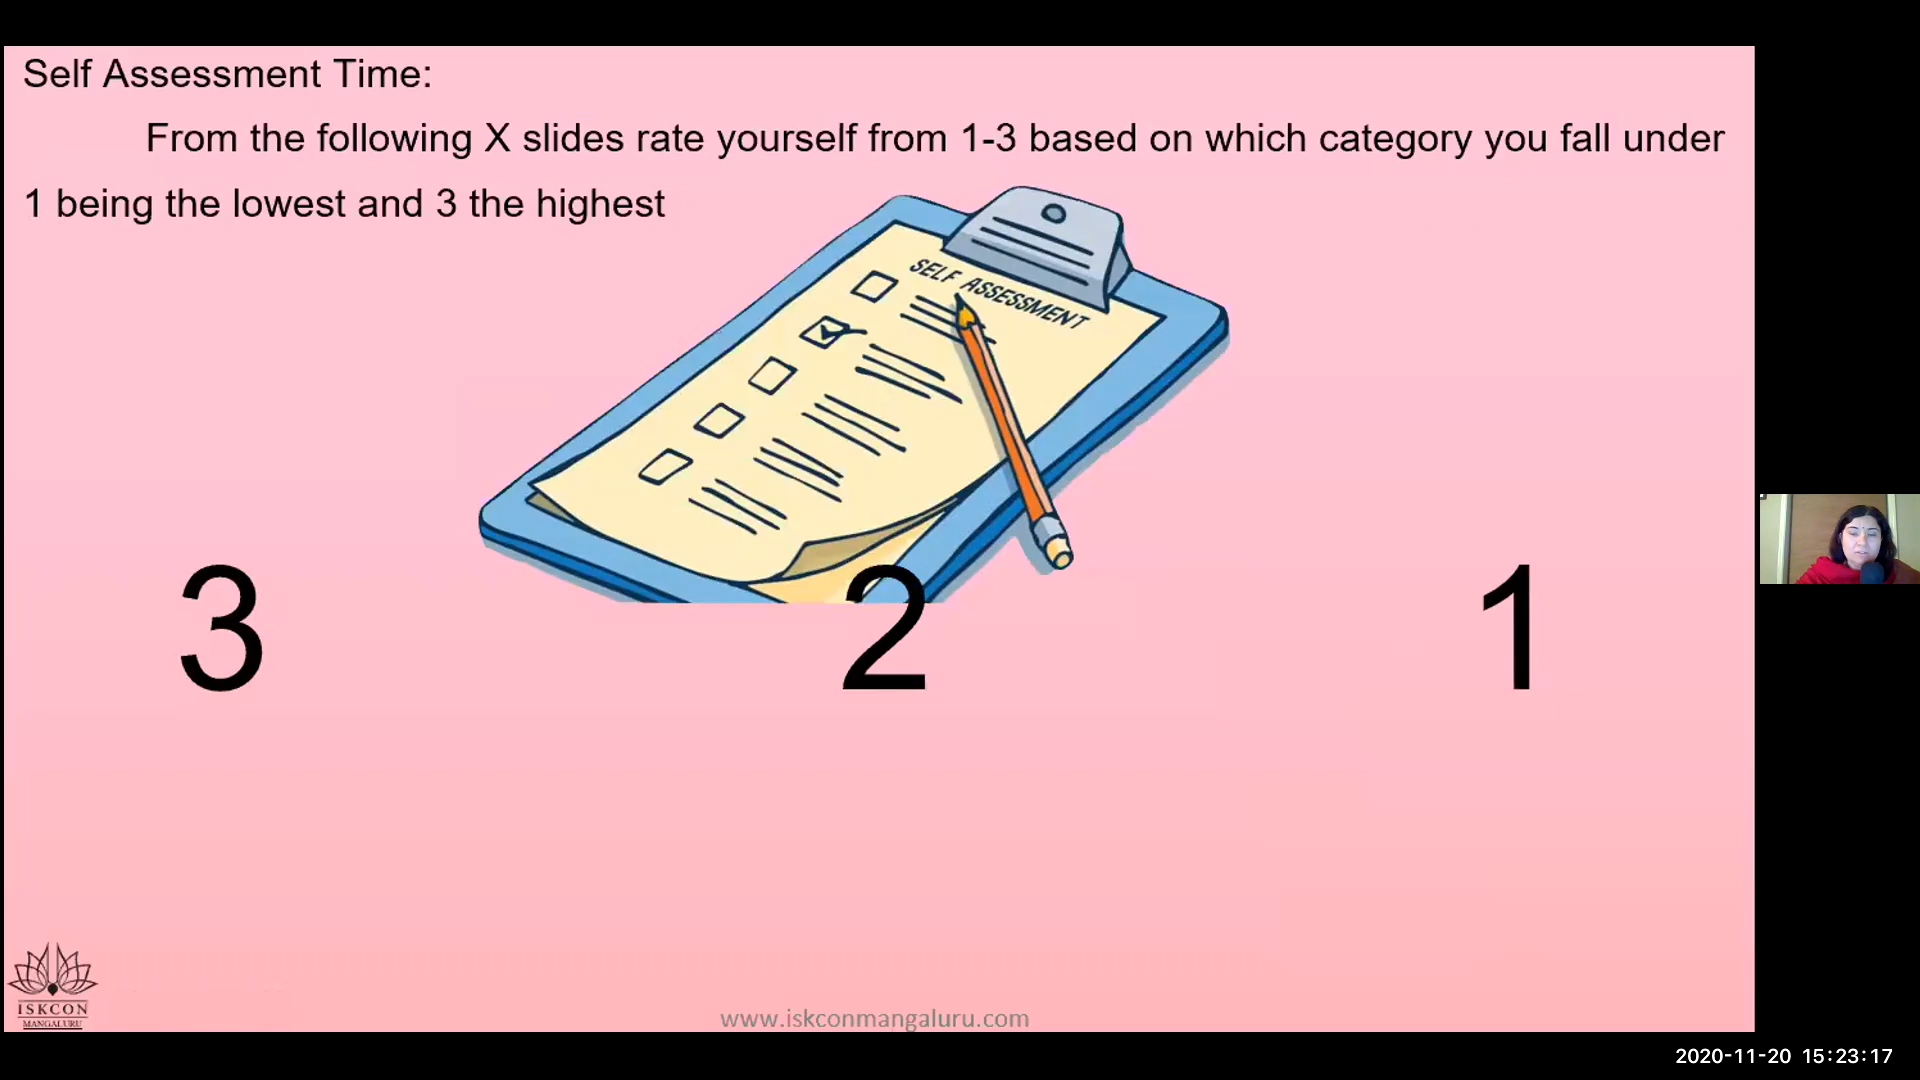 Self Assessment Time:
From the following X slides rate yourself from 1-3 based on which category you fall under
1 being the lowest and 3 the highest
SELF ASSESSMENT
3 2 1
ISKCON
MANGALURU
www.iskconmangaluru.com
2020-11-20 15:23:17